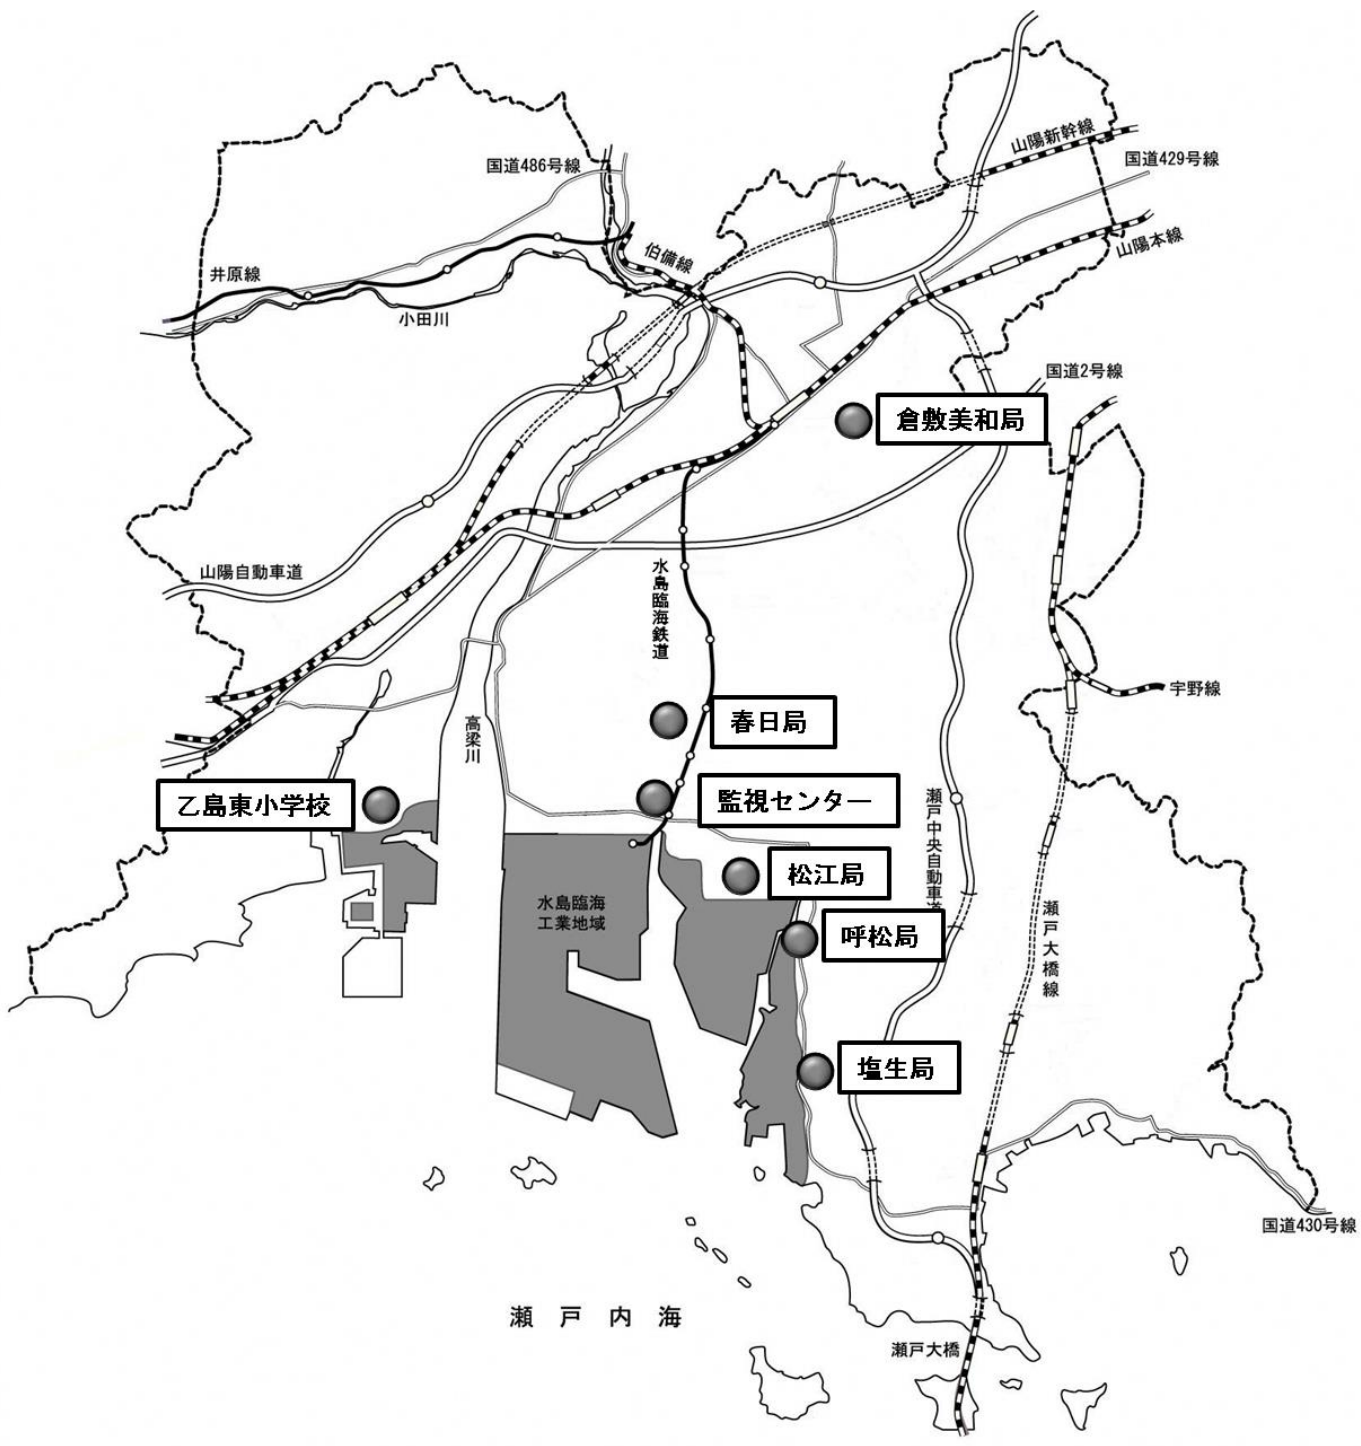 山陽新幹線
国道429号線
国道486号線
山陽本線
伯備線
井原線
小田川
国道2号線
倉敷美和局
山陽自動車道
水島臨海鉄道
宇野線
春日局
高梁川
乙島東小学校
監視センター
瀬戸中央自動車道
松江局
水島臨海
工業地域
呼松局
瀬戸大橋線
塩生局
国道430号線
瀬戸内海
瀬戸大橋